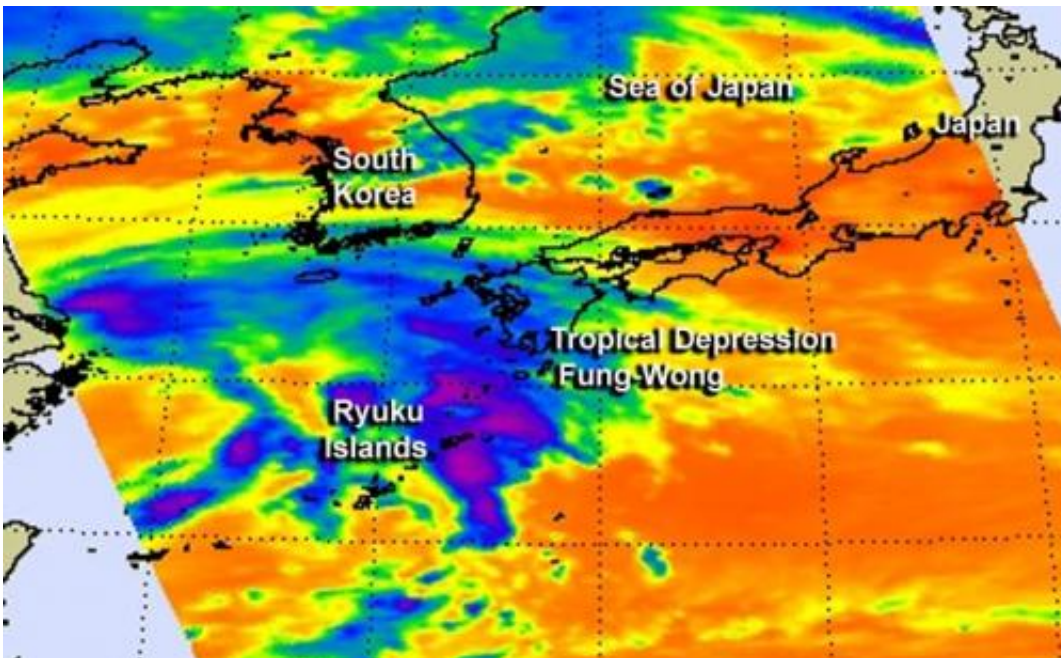 Sea of Japan
Japan
South
Korea
Tropical Depression
Fung-Wong
Ryuku
Islands